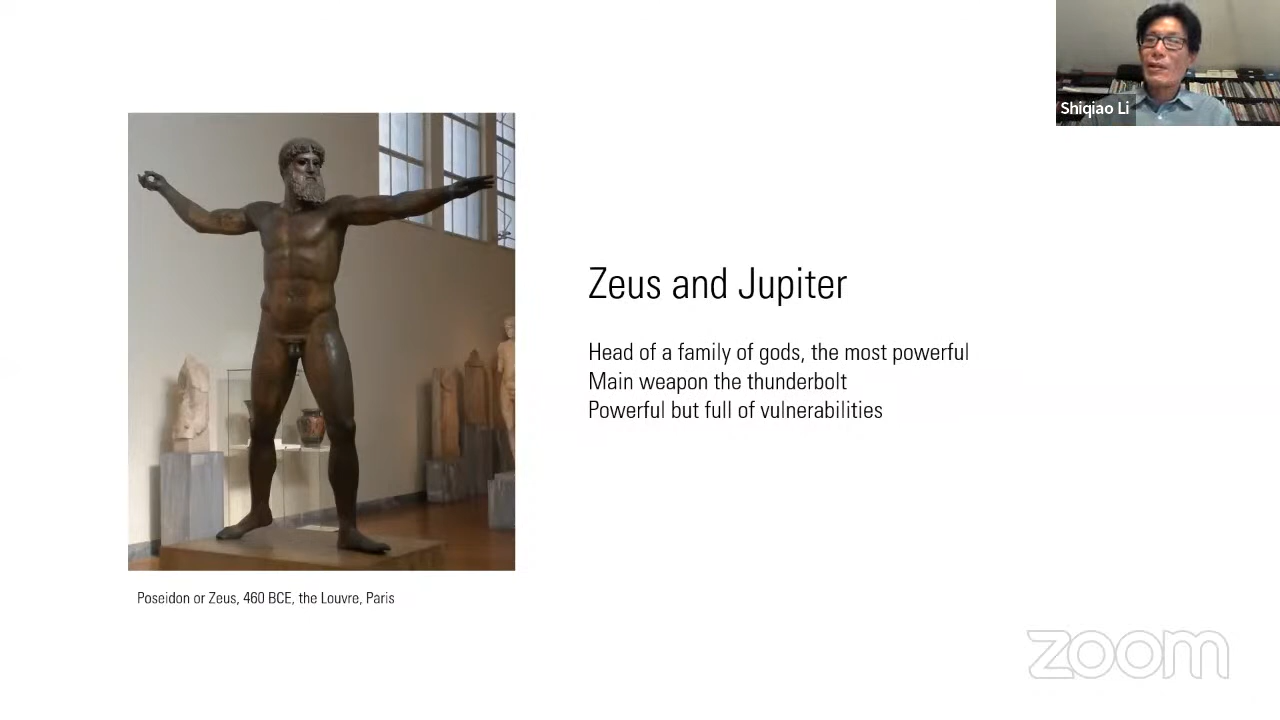 Shiqiao Li
Zeus and Jupiter
Head of a family of gods, the most powerful
Main weapon the thunderbolt
Powerful but full of vulnerabilities
Poseidon or Zeus, 460 BCE, the Louvre, Paris
zoom